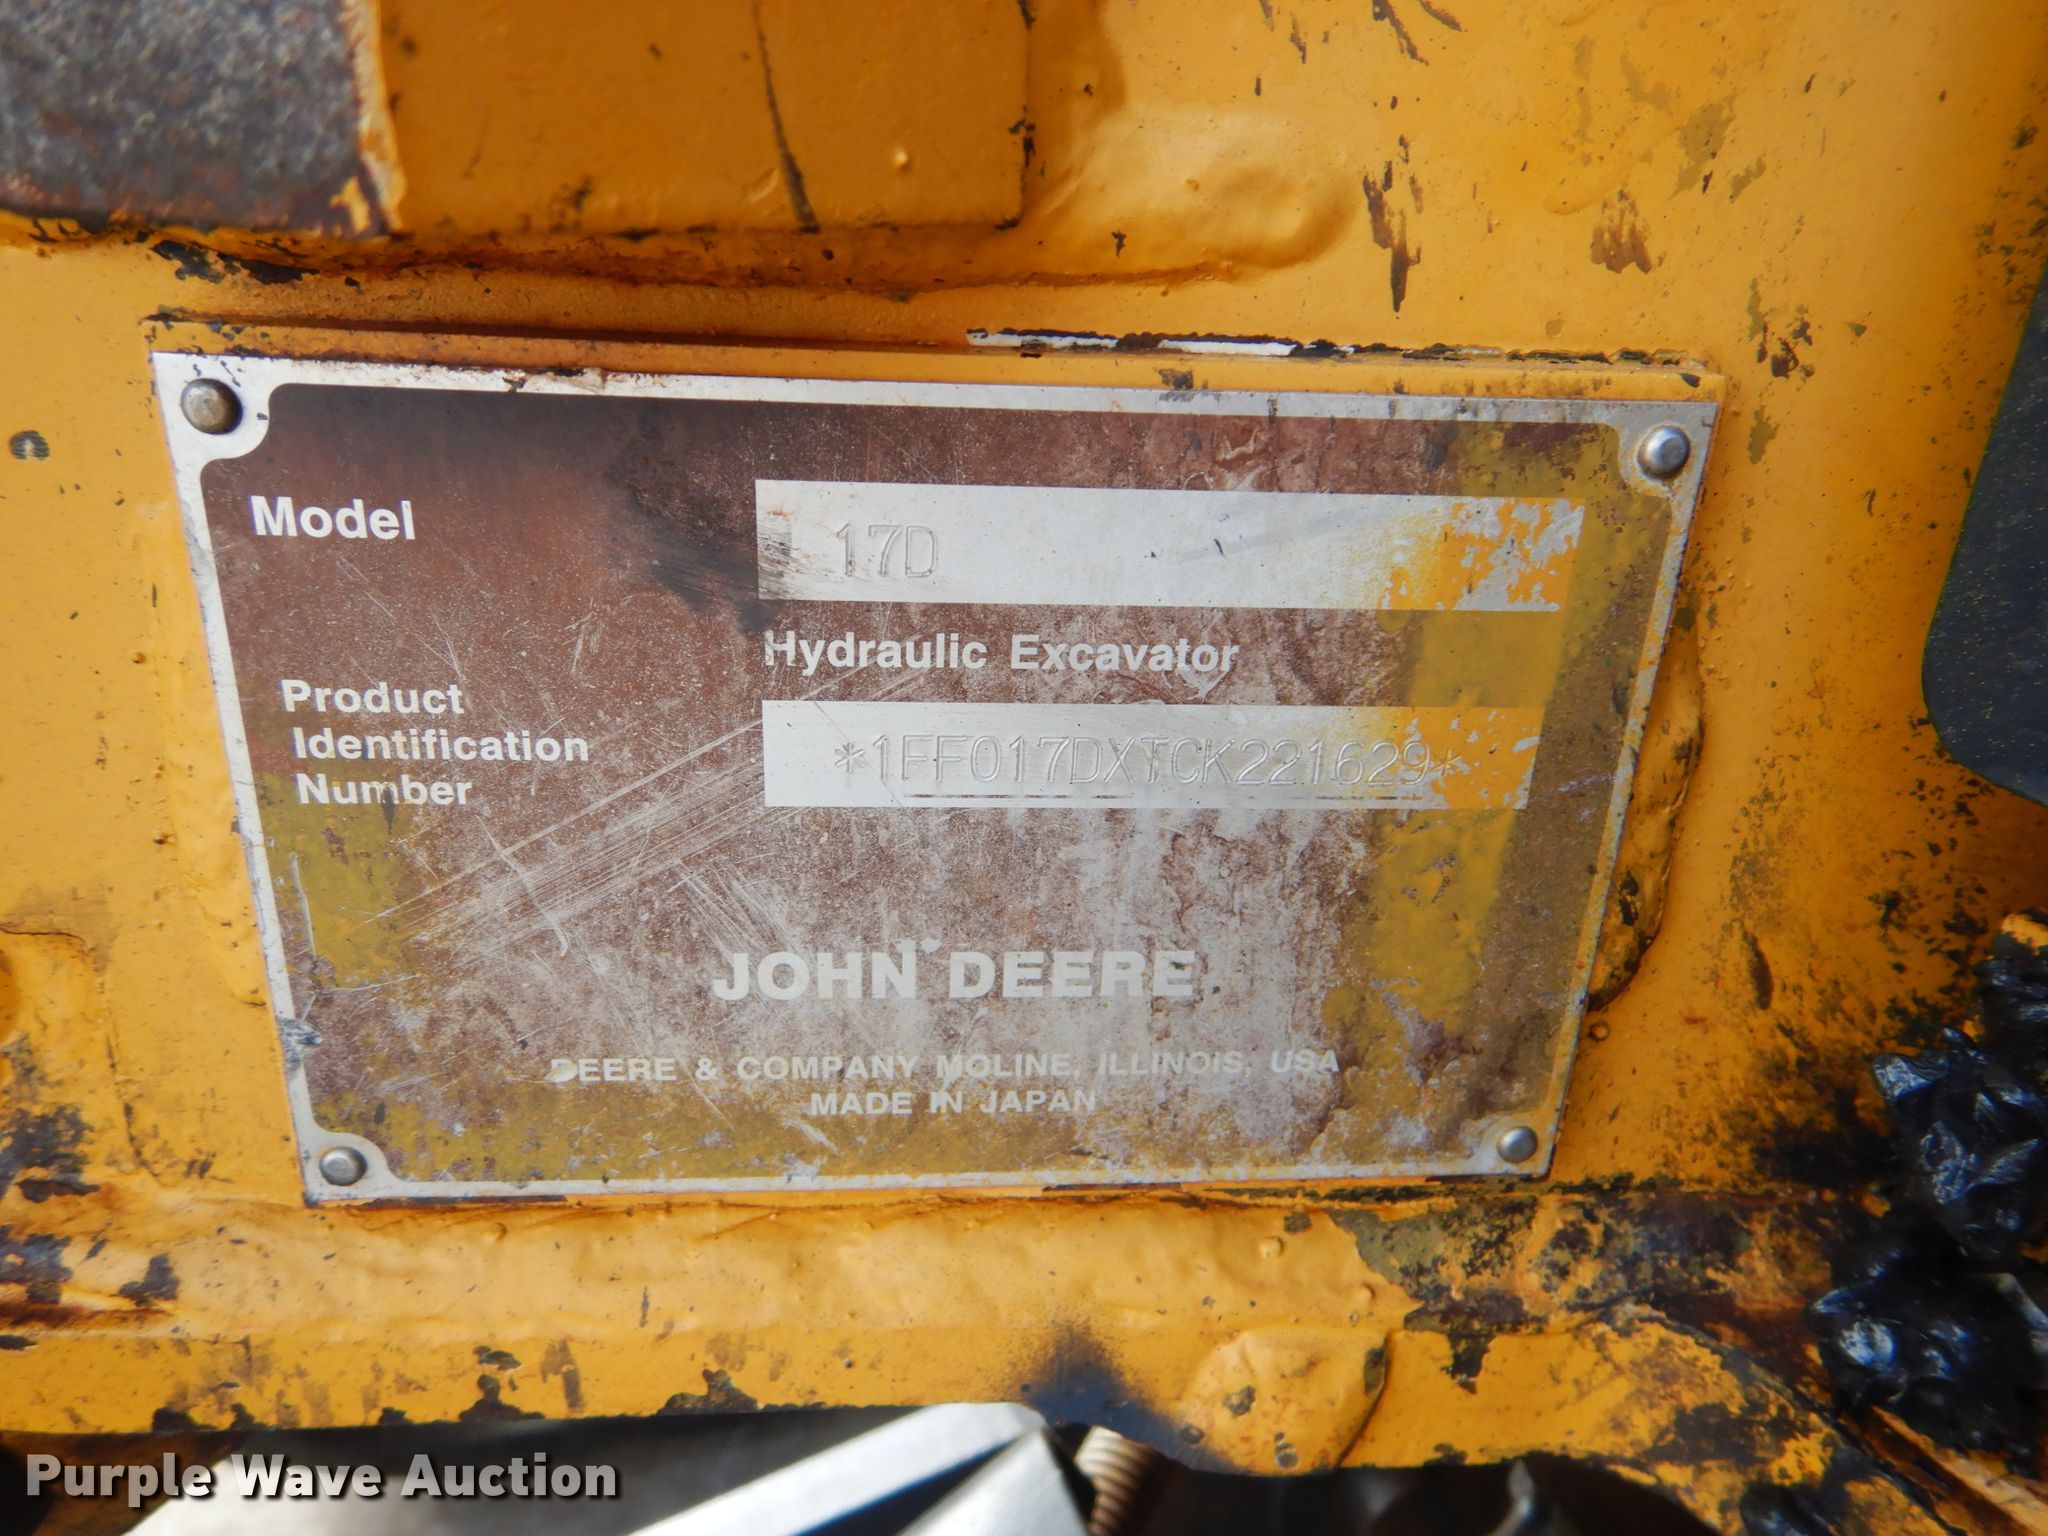 Model 17D
Hydraulic Excavator
Product
Identification
Number
*1FF017DXTCK221629*
JOHN DEERE
DEERE & COMPANY MOLINE, ILLINOIS, USA
MADE IN JAPAN
Purple Wave Auction